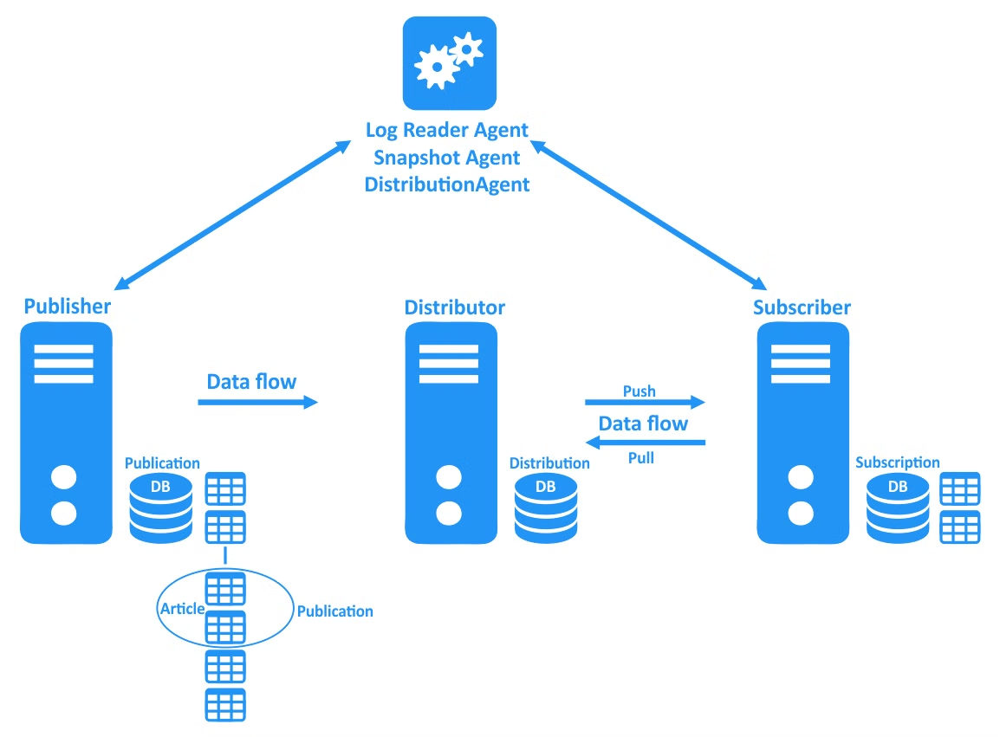 Log Reader Agent
Snapshot Agent
DistributionAgent
Publisher
Distributor
Subscriber
Data flow
Push
Data flow
Pull
Publication
DB
Distribution
DB
Subscription
DB
Article
Publication